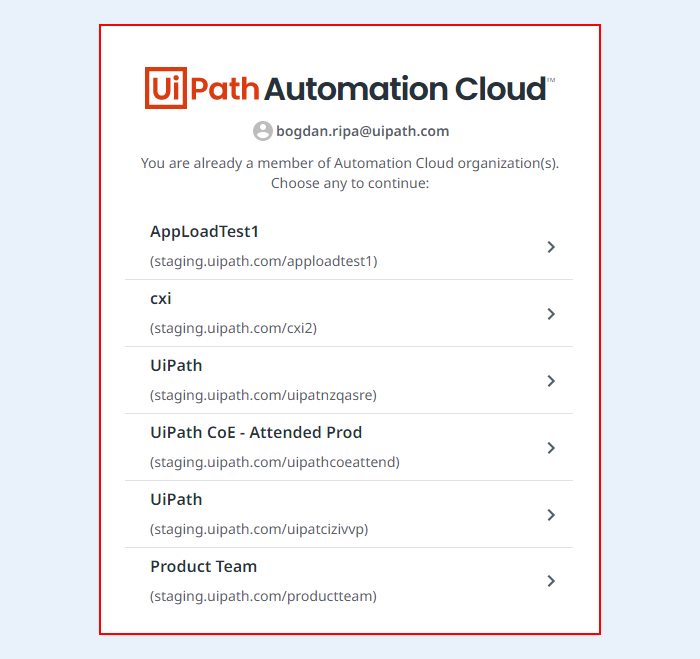 UiPath Automation Cloud™
bogdan.ripa@uipath.com
You are already a member of Automation Cloud organization(s).
Choose any to continue:
AppLoadTest1
(staging.uipath.com/apploadtest1)
cxi
(staging.uipath.com/cxi2)
UiPath
(staging.uipath.com/uipatnzqasre)
UiPath CoE - Attended Prod
(staging.uipath.com/uipathcoeattend)
UiPath
(staging.uipath.com/uipatcizivvp)
Product Team
(staging.uipath.com/productteam)